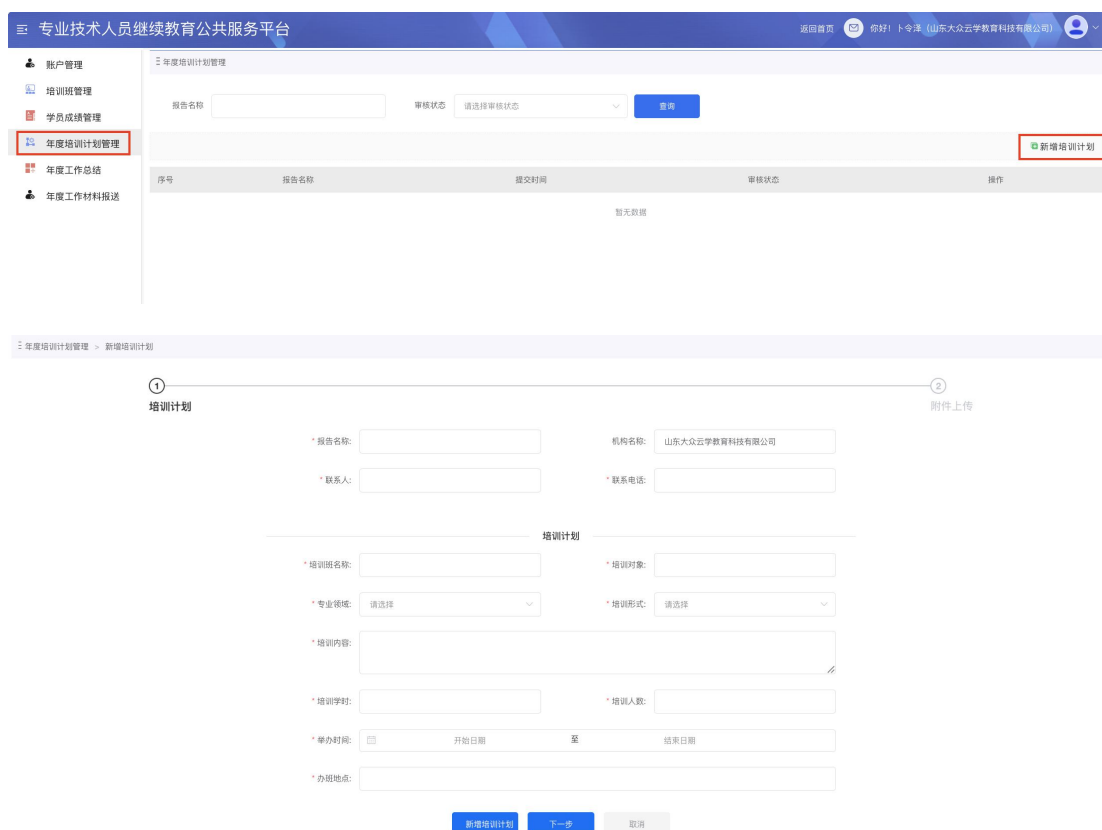 专业技术人员继续教育公共服务平台 返回首页 你好！卜令泽（山东大众云学教育科技有限公司）
账户管理
培训班管理
学员成绩管理
年度培训计划管理
年度工作总结
年度工作材料报送
年度培训计划管理
报告名称 审核状态 请选择审核状态 查询
新增培训计划
序号 报告名称 提交时间 审核状态 操作
暂无数据
年度培训计划管理 > 新增培训计划
1 2
培训计划 附件上传
* 报告名称: 机构名称: 山东大众云学教育科技有限公司
* 联系人: * 联系电话:
培训计划
* 培训班名称: * 培训对象:
* 专业领域: 请选择 * 培训形式: 请选择
* 培训内容:
* 培训学时: * 培训人数:
* 举办时间: 开始日期 至 结束日期
* 办班地点:
新增培训计划 下一步 取消